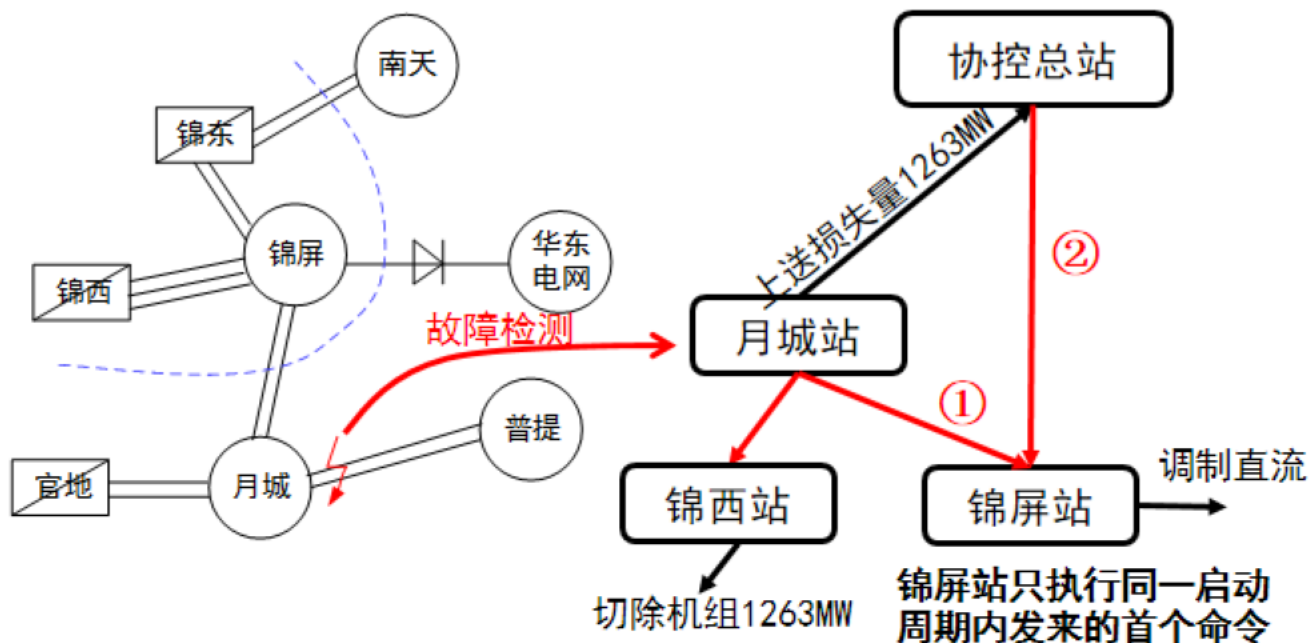 南天
锦东
锦屏
华东
电网
锦西
官地
月城
普提
故障检测
协控总站
上送损失量1263MW
②
月城站
①
锦西站
锦屏站
调制直流
切除机组1263MW
锦屏站只执行同一启动
周期内发来的首个命令